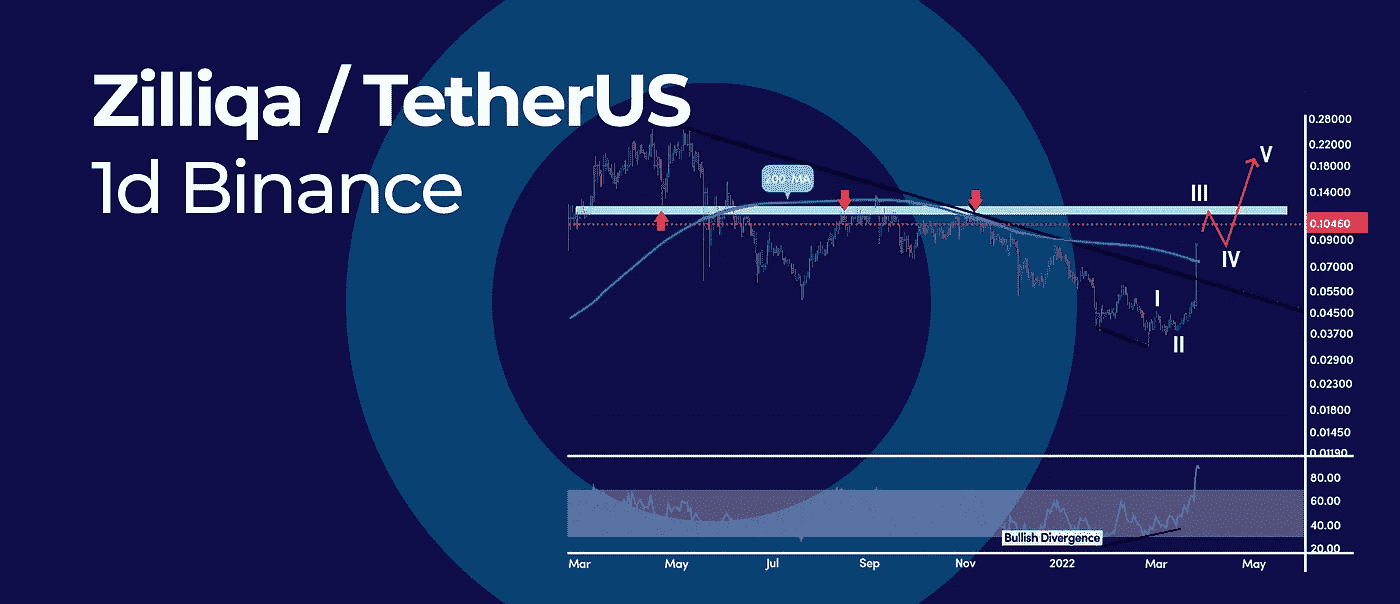 Zilliqa / TetherUS
1d Binance
200 MA
0.28000
0.22000
0.18000
0.14000
0.10460
0.09000
0.07000
0.05500
0.04500
0.03700
0.02900
0.02300
0.01800
0.01450
0.01190
I
II
III
IV
V
80.00
60.00
40.00
20.00
Bullish Divergence
Mar May Jul Sep Nov 2022 Mar May